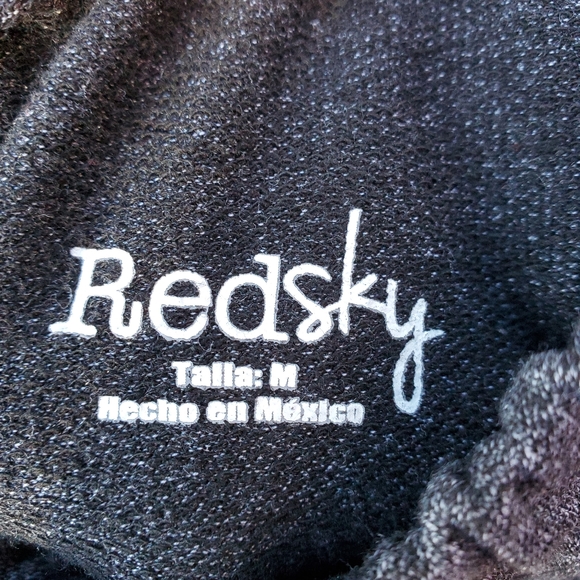 Redsky
Talla: M
Hecho en México